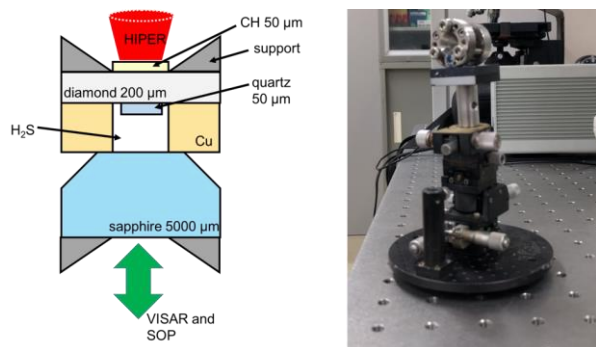 HIPER
CH 50 µm
support
diamond 200 µm
quartz
50 µm
H₂S
Cu
sapphire 5000 µm
VISAR and
SOP